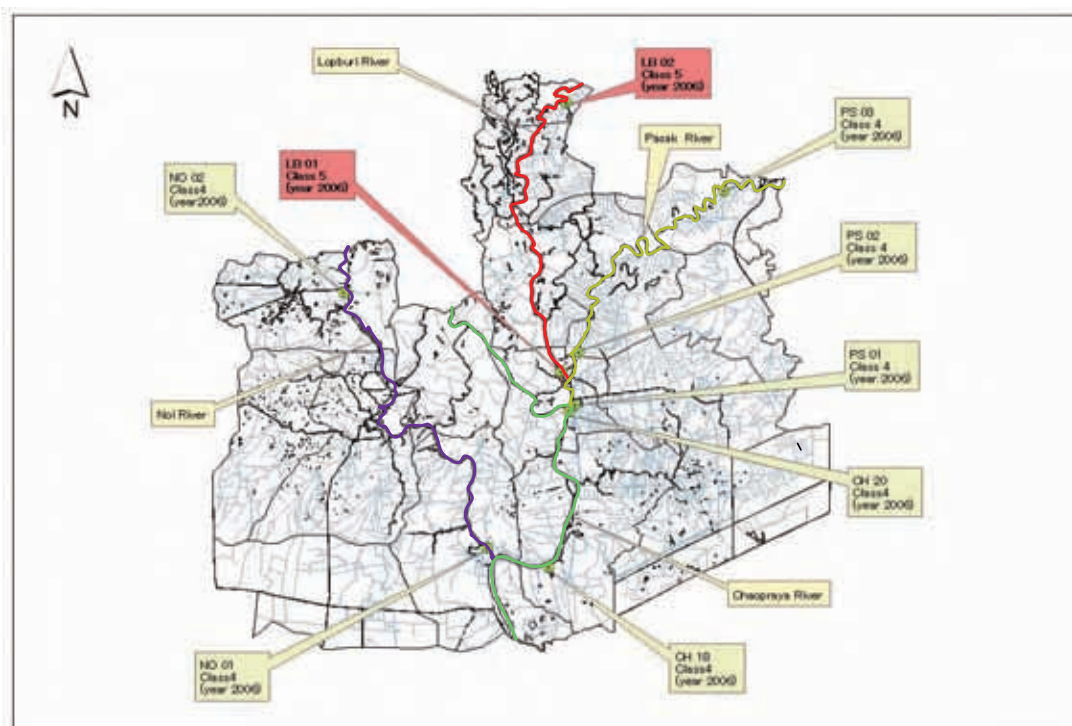 Lopburi River
LB 02
Class 5
(year 2006)
PS 03
Class 4
(year 2006)
Pasak River
LB 01
Class 5
(year 2006)
NO 02
Class4
(year2006)
PS 02
Class 4
(year 2006)
PS 01
Class 4
(year 2006)
Noi River
CH 20
Class4
(year 2006)
Chaopraya River
NO 01
Class4
(year 2006)
CH 18
Class4
(year 2006)
N